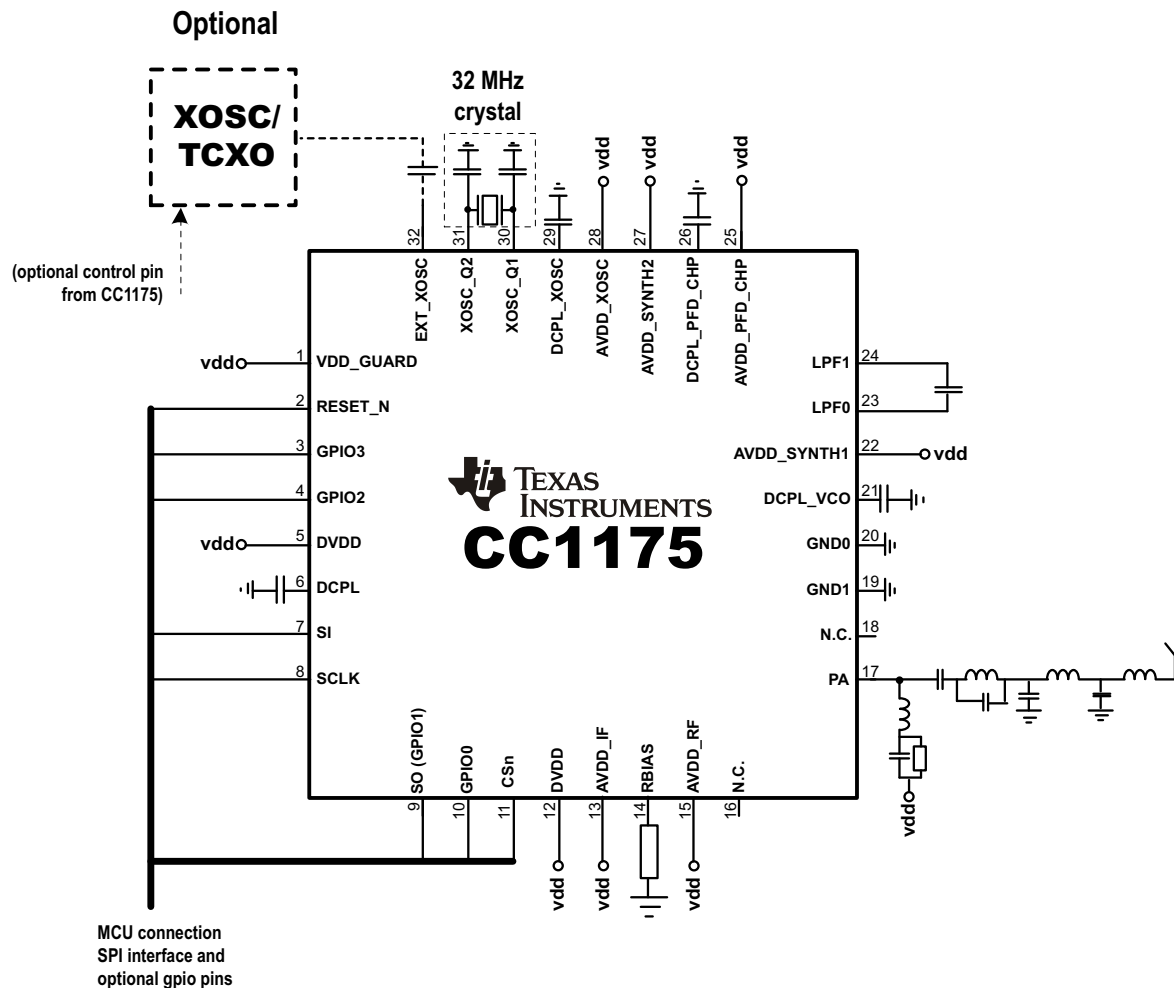 Optional
XOSC/
TCXO
32 MHz
crystal
(optional control pin
from CC1175)
vdd
vdd
vdd
32
31
30
29
28
27
26
25
EXT_XOSC
XOSC_Q2
XOSC_Q1
DCPL_XOSC
AVDD_XOSC
AVDD_SYNTH2
DCPL_PFD_CHP
AVDD_PFD_CHP
vdd 1 VDD_GUARD
2 RESET_N
3 GPIO3
4 GPIO2
vdd 5 DVDD
6 DCPL
7 SI
8 SCLK
TEXAS
INSTRUMENTS
CC1175
LPF1 24
LPF0 23
AVDD_SYNTH1 22 vdd
DCPL_VCO 21
GND0 20
GND1 19
N.C. 18
PA 17
vdd
SO (GPIO1)
GPIO0
CSn
DVDD
AVDD_IF
RBIAS
AVDD_RF
N.C.
9
10
11
12
13
14
15
16
vdd
vdd
vdd
MCU connection
SPI interface and
optional gpio pins